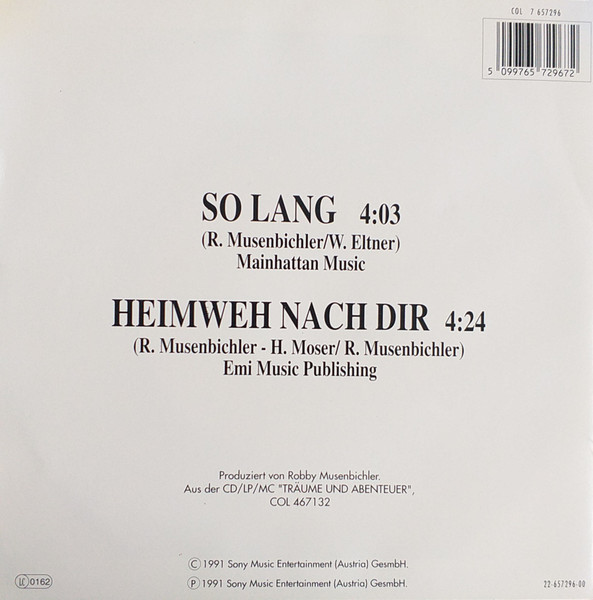 COL 7 657296
5 099765 729672
SO LANG 4:03
(R. Musenbichler/W. Eltner)
Mainhattan Music
HEIMWEH NACH DIR 4:24
(R. Musenbichler - H. Moser/ R. Musenbichler)
Emi Music Publishing
Produziert von Robby Musenbichler.
Aus der CD/LP/MC "TRÄUME UND ABENTEUER",
COL 467132
Ⓒ 1991 Sony Music Entertainment (Austria) GesmbH.
LC 0162 Ⓟ 1991 Sony Music Entertainment (Austria) GesmbH. 22-657296-00